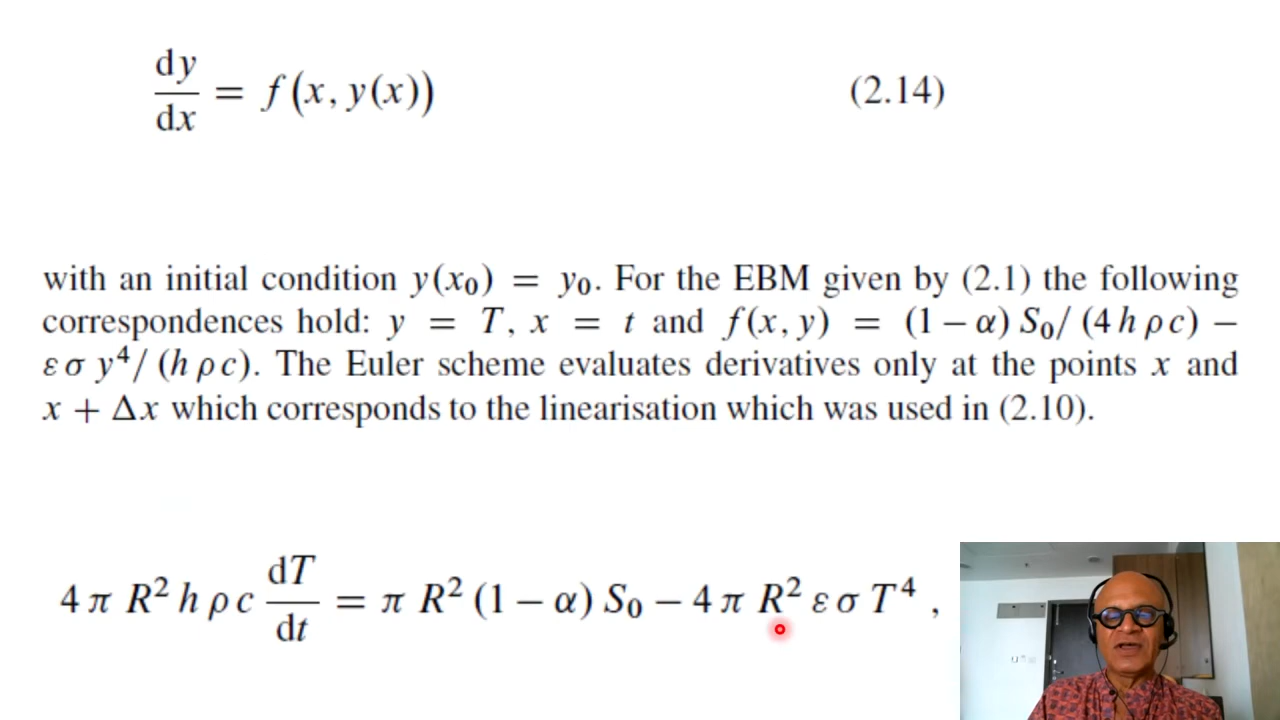 dy/dx = f(x, y(x)) (2.14)
with an initial condition y(x₀) = y₀. For the EBM given by (2.1) the following
correspondences hold: y = T, x = t and f(x, y) = (1 − α) S₀/ (4 h ρ c) −
ε σ y⁴/ (h ρ c). The Euler scheme evaluates derivatives only at the points x and
x + Δx which corresponds to the linearisation which was used in (2.10).
4 π R² h ρ c dT/dt = π R² (1 − α) S₀ − 4 π R² ε σ T⁴ ,